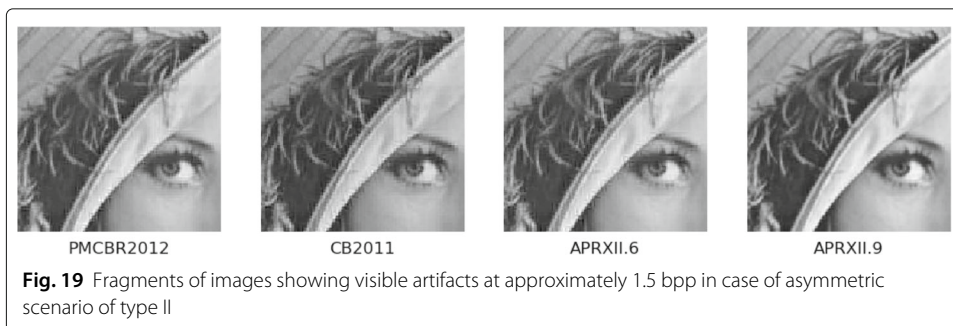 PMCBR2012 CB2011 APRXII.6 APRXII.9
Fig. 19 Fragments of images showing visible artifacts at approximately 1.5 bpp in case of asymmetric
scenario of type II